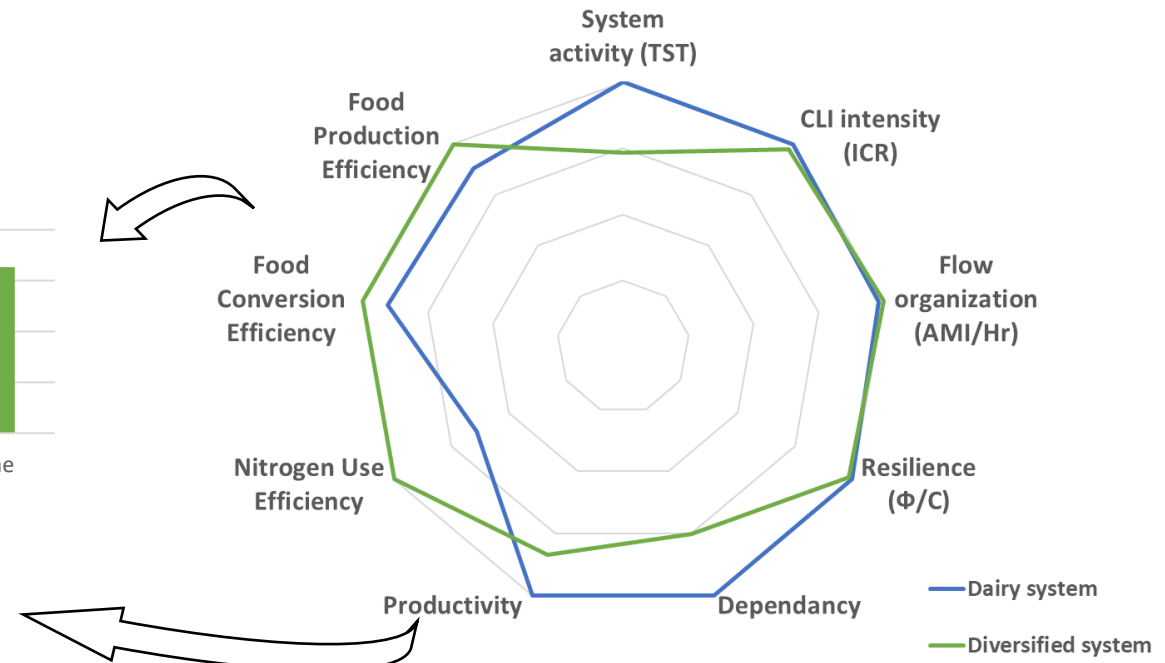 System
activity (TST)
Food
Production
Efficiency
CLI intensity
(ICR)
Food
Conversion
Efficiency
Flow
organization
(AMI/Hr)
Nitrogen Use
Efficiency
Resilience
(Φ/C)
Productivity
Dependancy
Dairy system
Diversified system